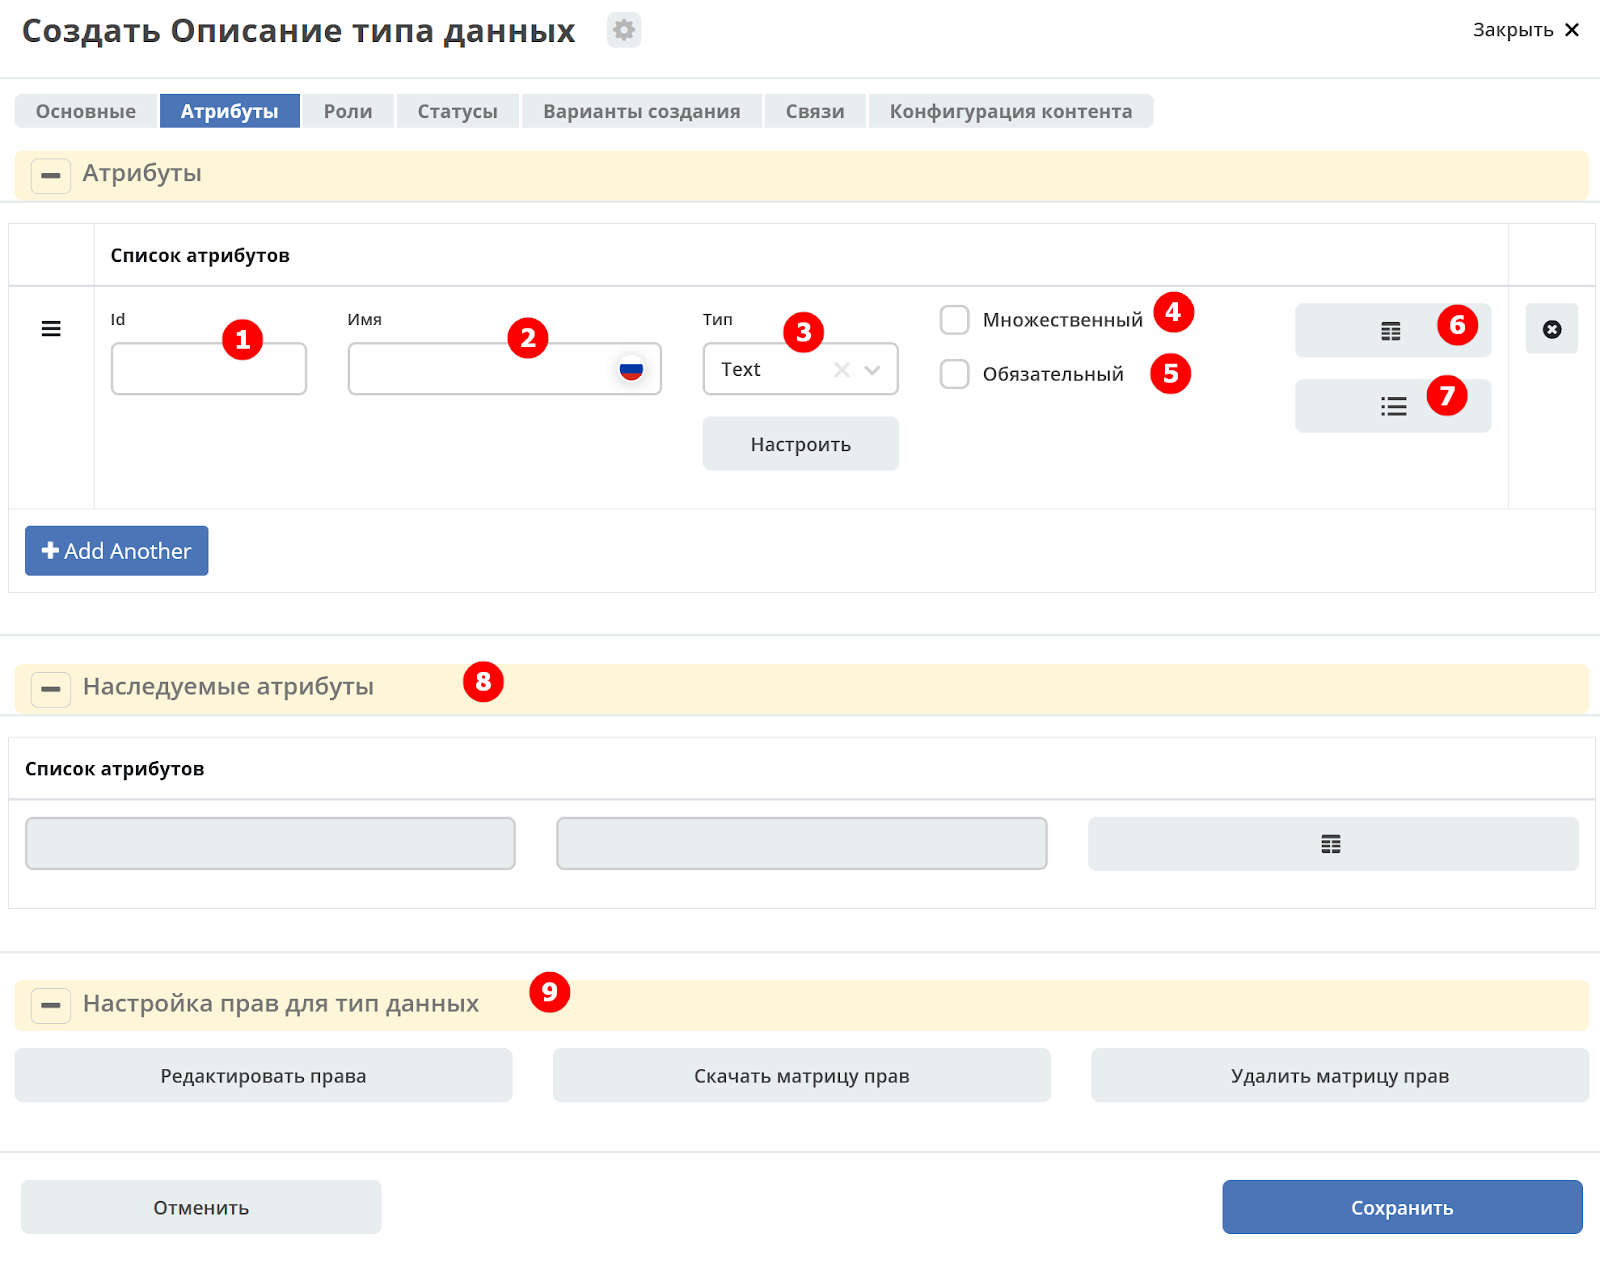 Создать Описание типа данных
Закрыть
Основные Атрибуты Роли Статусы Варианты создания Связи Конфигурация контента
Атрибуты
Список атрибутов
Id 1 Имя 2 Тип 3 Множественный 4 6
Text Обязательный 5 7
Настроить
Add Another
Наследуемые атрибуты 8
Список атрибутов
Настройка прав для тип данных 9
Редактировать права Скачать матрицу прав Удалить матрицу прав
Отменить Сохранить